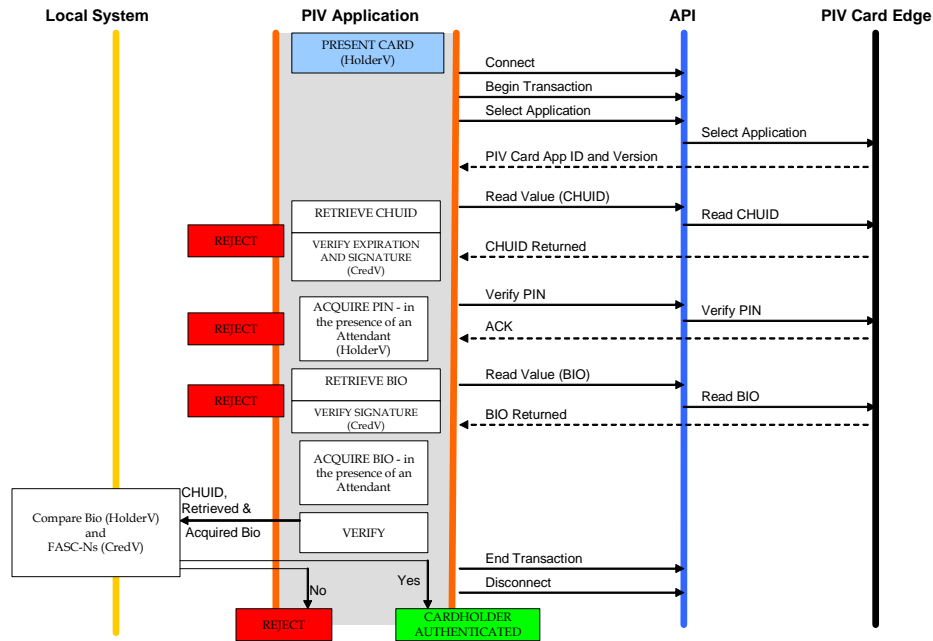 Local System
PIV Application
API
PIV Card Edge
PRESENT CARD
(HolderV)
Connect
Begin Transaction
Select Application
Select Application
PIV Card App ID and Version
Read Value (CHUID)
RETRIEVE CHUID
Read CHUID
REJECT
VERIFY EXPIRATION
AND SIGNATURE
(CredV)
CHUID Returned
Verify PIN
ACQUIRE PIN - in
the presence of an
Attendant
(HolderV)
Verify PIN
REJECT
ACK
Read Value (BIO)
RETRIEVE BIO
Read BIO
REJECT
VERIFY SIGNATURE
(CredV)
BIO Returned
ACQUIRE BIO - in
the presence of an
Attendant
CHUID,
Retrieved &
Acquired Bio
Compare Bio (HolderV)
and
FASC-Ns (CredV)
VERIFY
End Transaction
Disconnect
No
Yes
REJECT
CARDHOLDER
AUTHENTICATED